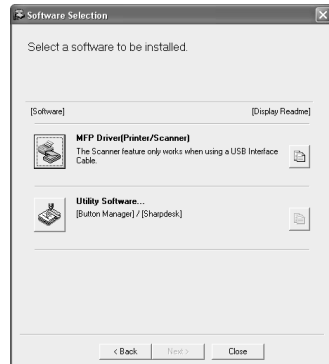 Software Selection
Select a software to be installed.
[Software] [Display Readme]
MFP Driver(Printer/Scanner)
The Scanner feature only works when using a USB Interface
Cable.
Utility Software...
[Button Manager] / [Sharpdesk]
< Back Next > Close